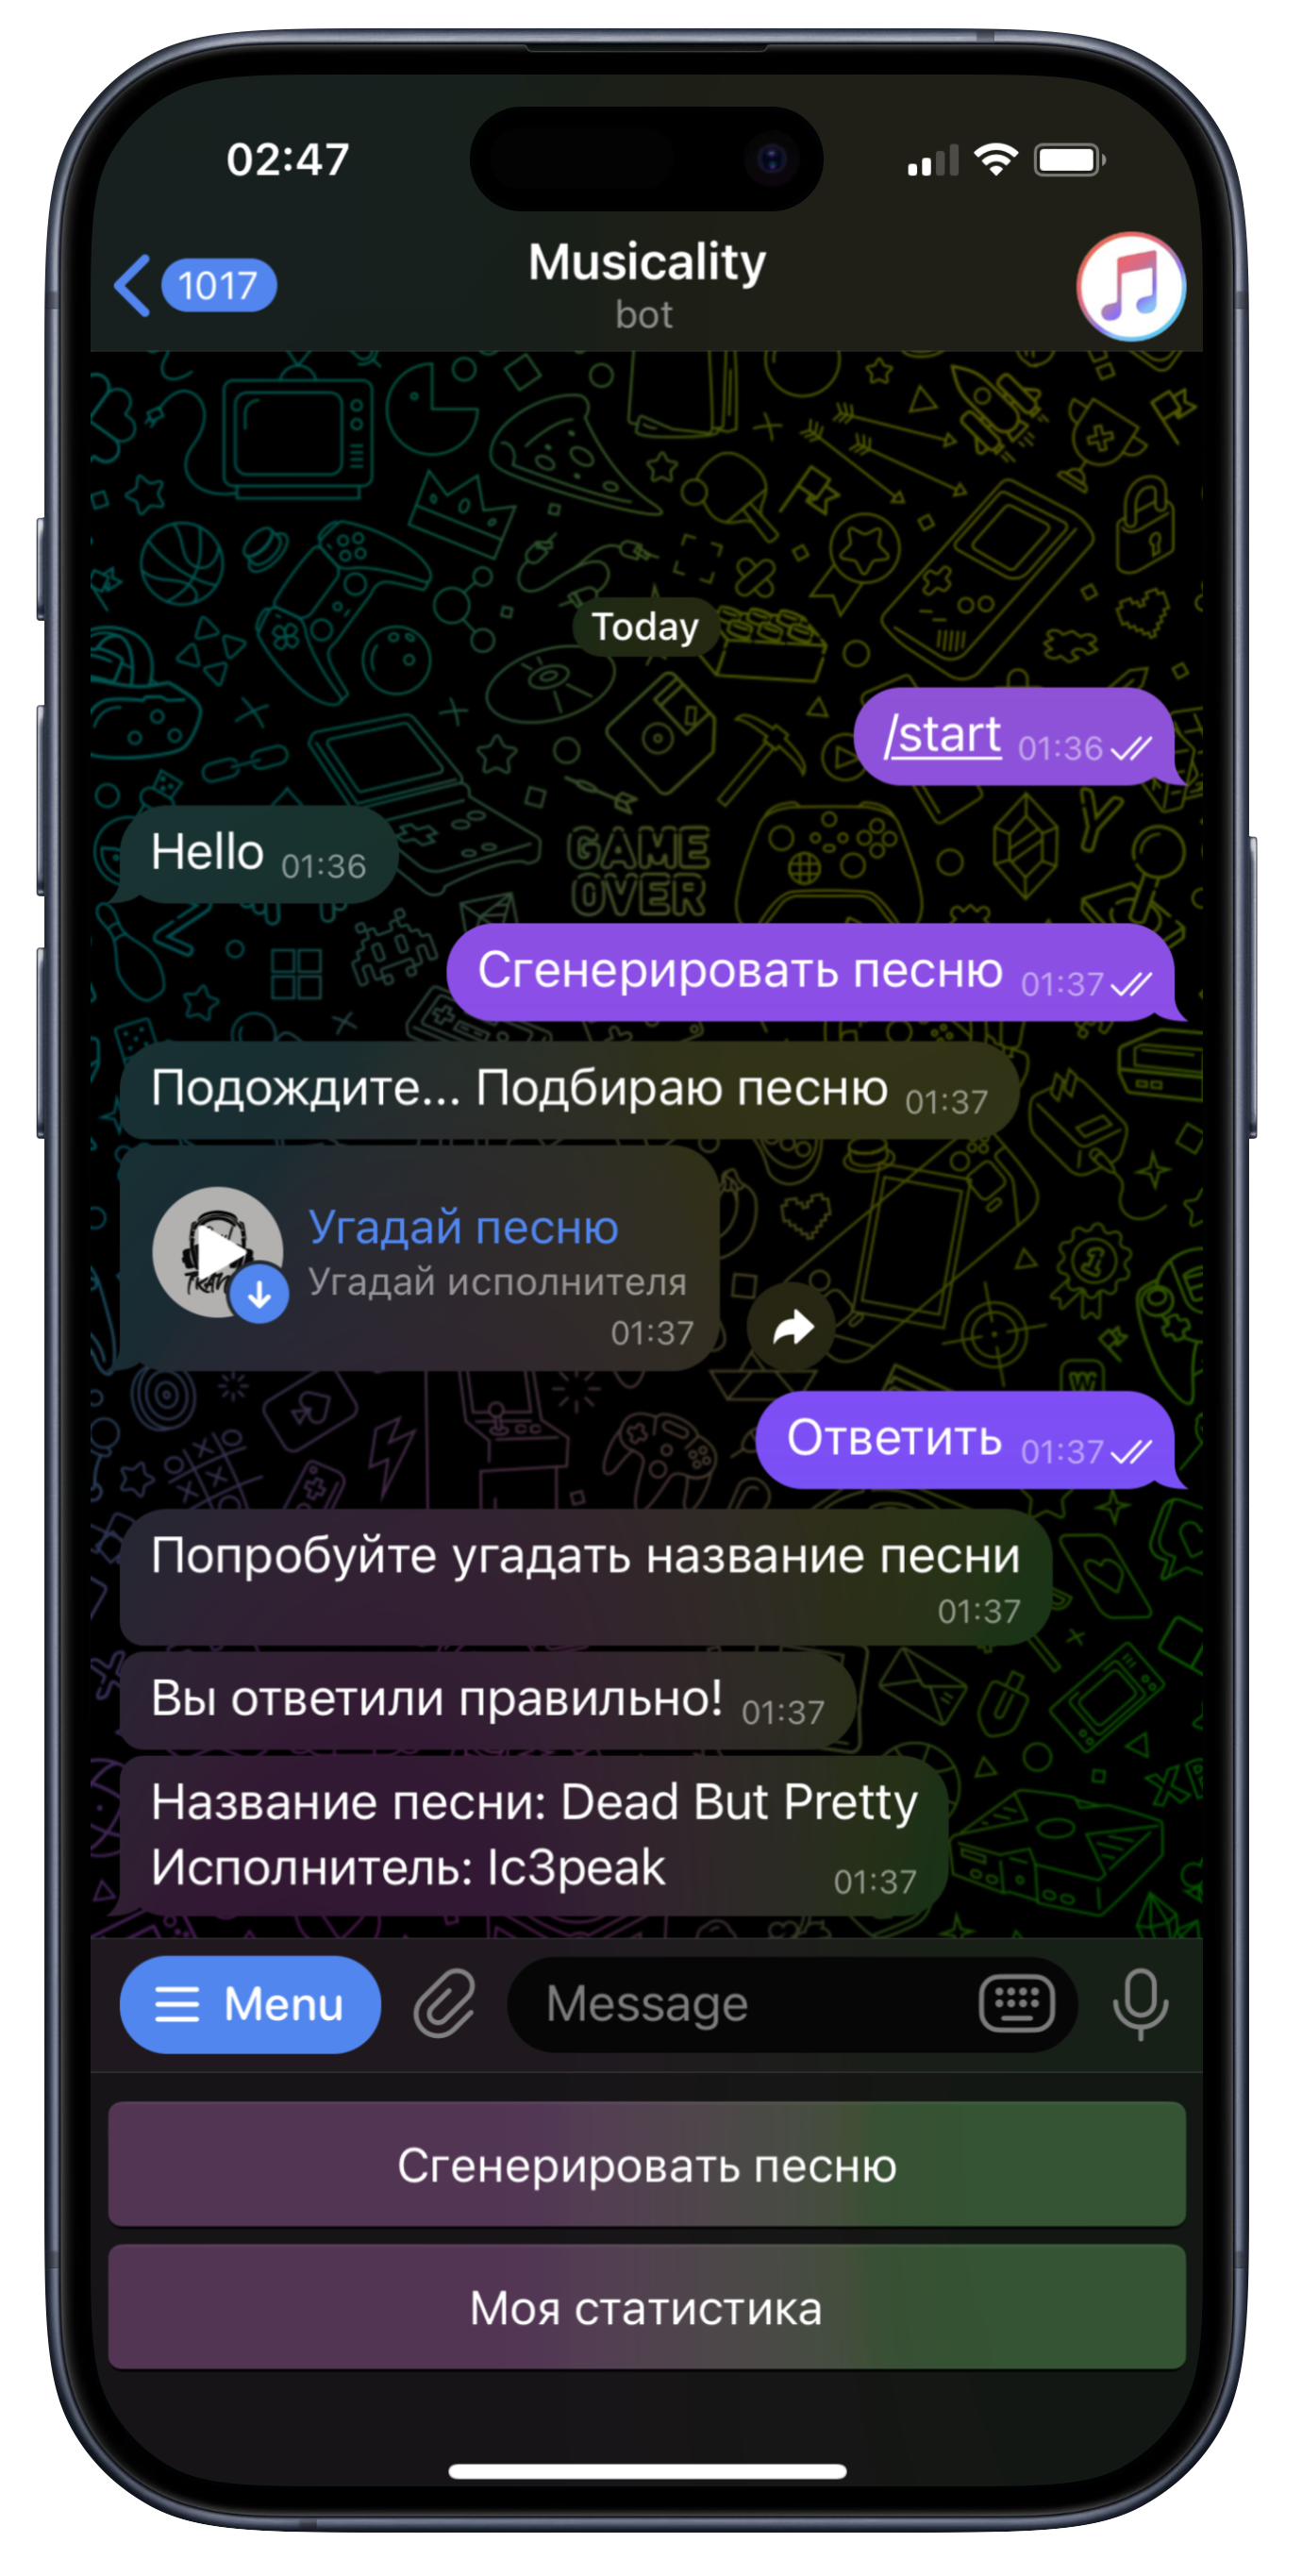 02:47
1017
Musicality
bot
Today
/start 01:36
Hello 01:36
GAME
OVER
Сгенерировать песню 01:37
Подождите... Подбираю песню 01:37
Угадай песню
Угадай исполнителя
01:37
Ответить 01:37
Попробуйте угадать название песни
01:37
Вы ответили правильно! 01:37
Название песни: Dead But Pretty
Исполнитель: Ic3peak 01:37
Menu
Message
Сгенерировать песню
Моя статистика